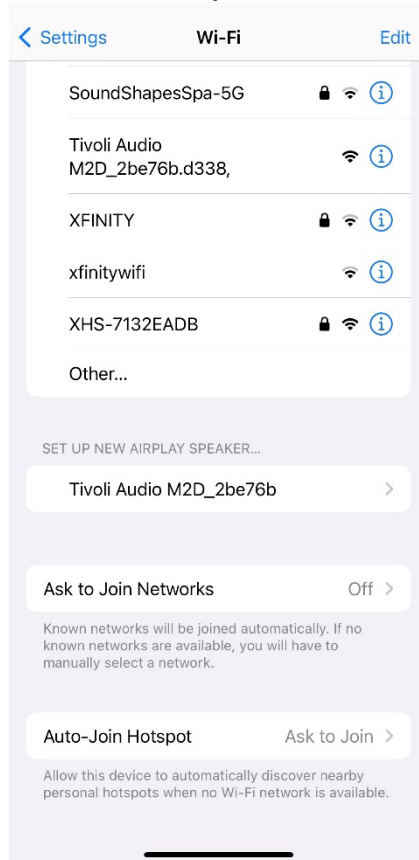 Settings
Wi-Fi
Edit
SoundShapesSpa-5G
Tivoli Audio
M2D_2be76b.d338,
XFINITY
xfinitywifi
XHS-7132EADB
Other...
SET UP NEW AIRPLAY SPEAKER...
Tivoli Audio M2D_2be76b
Ask to Join Networks Off
Known networks will be joined automatically. If no
known networks are available, you will have to
manually select a network.
Auto-Join Hotspot Ask to Join
Allow this device to automatically discover nearby
personal hotspots when no Wi-Fi network is available.